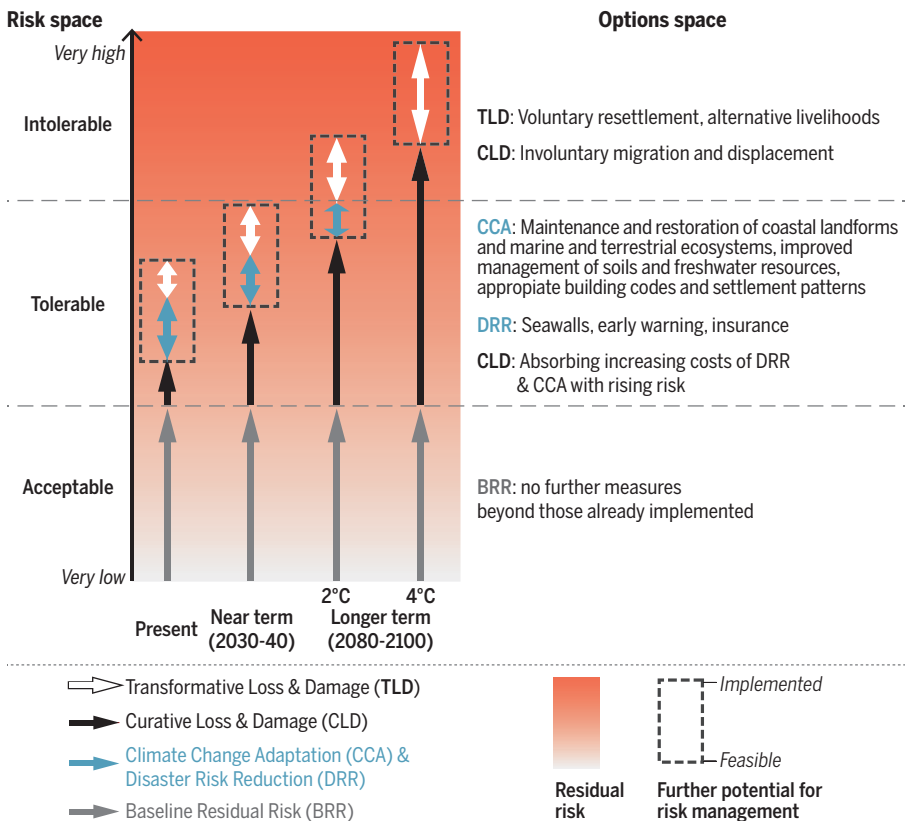 Risk space
Options space
Very high
Intolerable
Tolerable
Acceptable
Very low
TLD: Voluntary resettlement, alternative livelihoods
CLD: Involuntary migration and displacement
CCA: Maintenance and restoration of coastal landforms
and marine and terrestrial ecosystems, improved
management of soils and freshwater resources,
appropiate building codes and settlement patterns
DRR: Seawalls, early warning, insurance
CLD: Absorbing increasing costs of DRR
& CCA with rising risk
BRR: no further measures
beyond those already implemented
2°C
4°C
Present
Near term
(2030-40)
Longer term
(2080-2100)
Transformative Loss & Damage (TLD)
Curative Loss & Damage (CLD)
Climate Change Adaptation (CCA) &
Disaster Risk Reduction (DRR)
Baseline Residual Risk (BRR)
Residual
risk
Implemented
Feasible
Further potential for
risk management